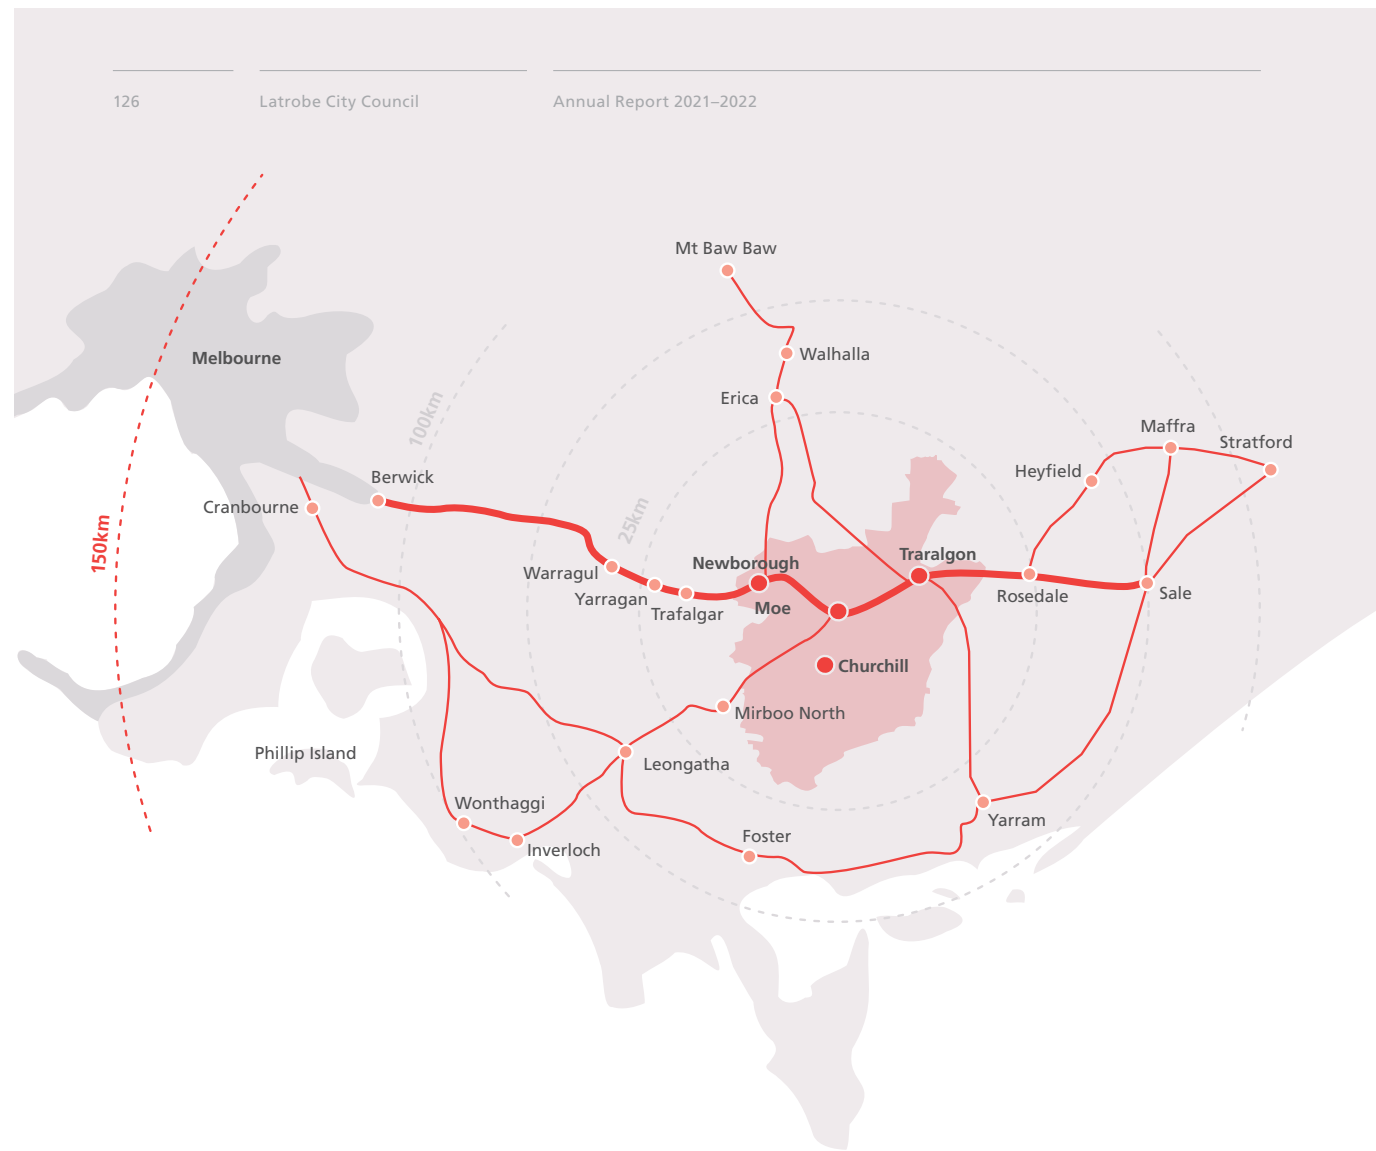 126
Latrobe City Council
Annual Report 2021–2022
Mt Baw Baw
Walhalla
Melbourne
Erica
100km
Maffra
Stratford
Heyfield
Berwick
Cranbourne
25km
150km
Traralgon
Newborough
Warragul
Yarragan
Trafalgar
Moe
Rosedale
Sale
Churchill
Mirboo North
Phillip Island
Leongatha
Wonthaggi
Yarram
Foster
Inverloch